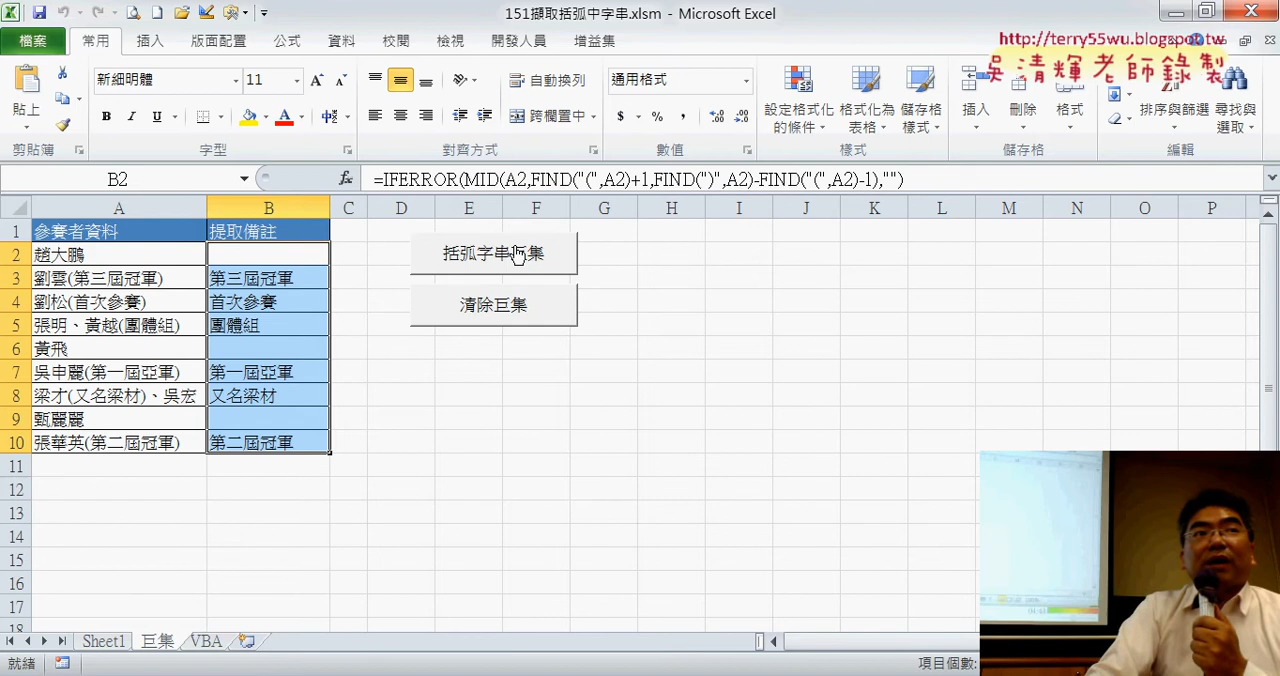 151擷取括弧中字串.xlsm - Microsoft Excel
檔案 常用 插入 版面配置 公式 資料 校閱 檢視 開發人員 增益集
http://terry55wu.blogspot.tw
吳清輝老師錄製
貼上
剪貼簿
新細明體 11
B I U
字型
自動換列
跨欄置中
對齊方式
通用格式
$ % ,
數值
設定格式化的條件
格式化為表格
儲存格樣式
樣式
插入 刪除 格式
儲存格
排序與篩選
尋找與選取
編輯
B2
fx =IFERROR(MID(A2,FIND("(",A2)+1,FIND(")",A2)-FIND("(",A2)-1),"")
A B C D E F G H I J K L M N O P
1 參賽者資料 提取備註
2 趙大鵬
3 劉雲(第三屆冠軍) 第三屆冠軍
4 劉松(首次參賽) 首次參賽
5 張明、黃越(團體組) 團體組
6 黃飛
7 吳申麗(第一屆亞軍) 第一屆亞軍
8 梁才(又名梁材)、吳宏 又名梁材
9 甄麗麗
10 張華英(第二屆冠軍) 第二屆冠軍
11
12
13
14
15
16
17
18
括弧字串巨集
清除巨集
Sheet1 巨集 VBA
就緒
項目個數: